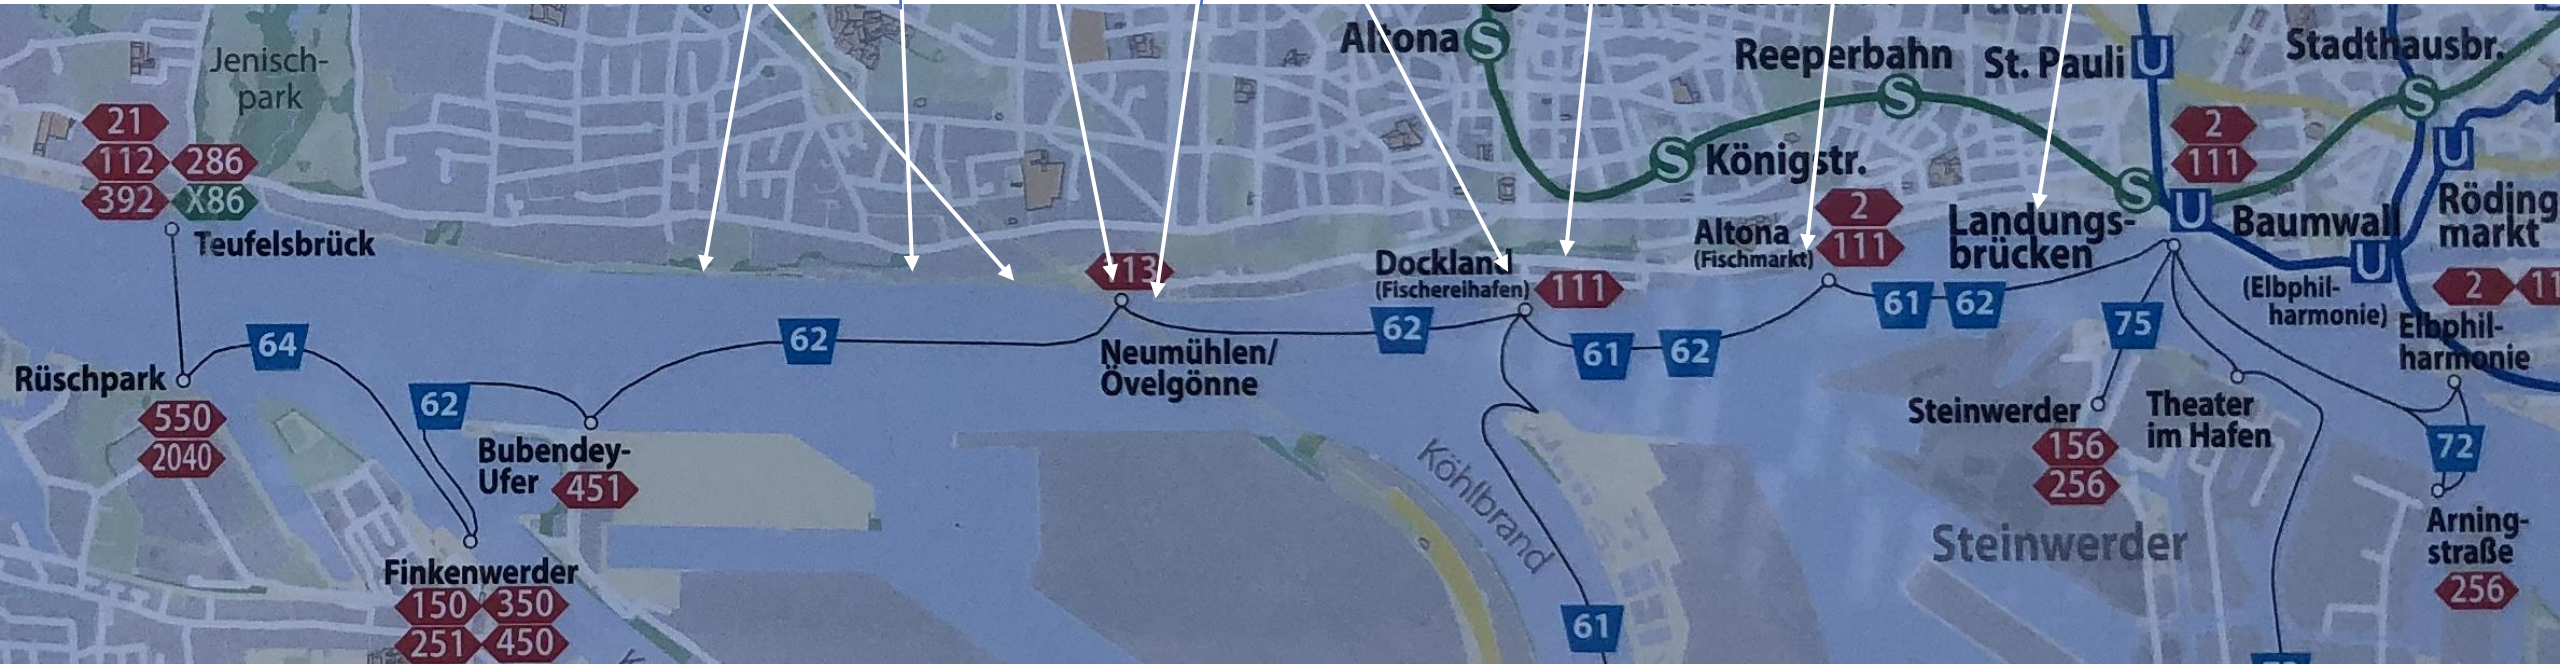 Altona S
Reeperbahn
S
St. Pauli U
Stadthausbr.
S
Jenisch-
park
21
112 286
392 X86
Teufelsbrück
S Königstr.
2
111
S
U
U
Röding
markt
2 11
Baumwall
U
(Elbphil-
harmonie)
Landungs-
brücken
Altona
(Fischmarkt)
2
111
Dockland
(Fischereihafen)
111
113
Neumühlen/
Övelgönne
Rüschpark
550
2040
64
62
Bubendey-
Ufer 451
62
62
61 62
61 62
75
Elbphil-
harmonie
Steinwerder
156
256
Theater
im Hafen
72
Arning-
straße
256
Steinwerder
Köhlbrand
61
Finkenwerder
150 350
251 450